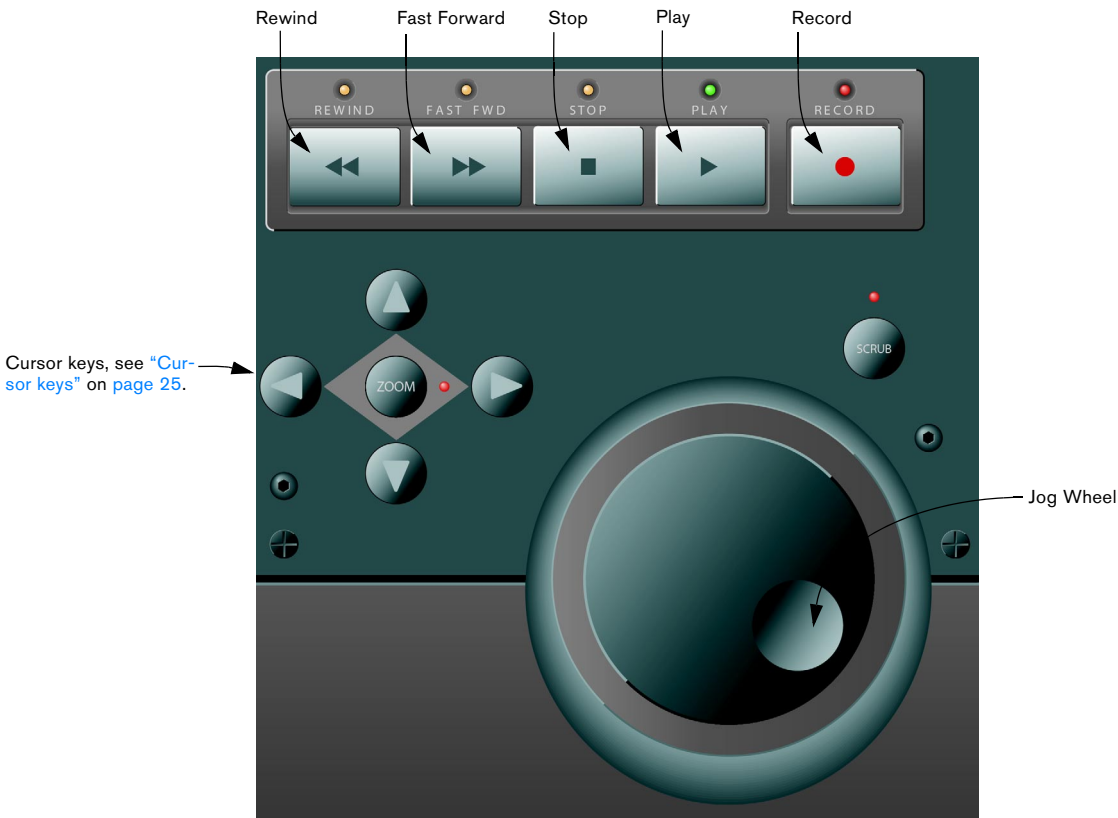 Rewind Fast Forward Stop Play Record
REWIND FAST FWD STOP PLAY RECORD
SCRUB
Cursor keys, see “Cur-
sor keys” on page 25.
ZOOM
Jog Wheel